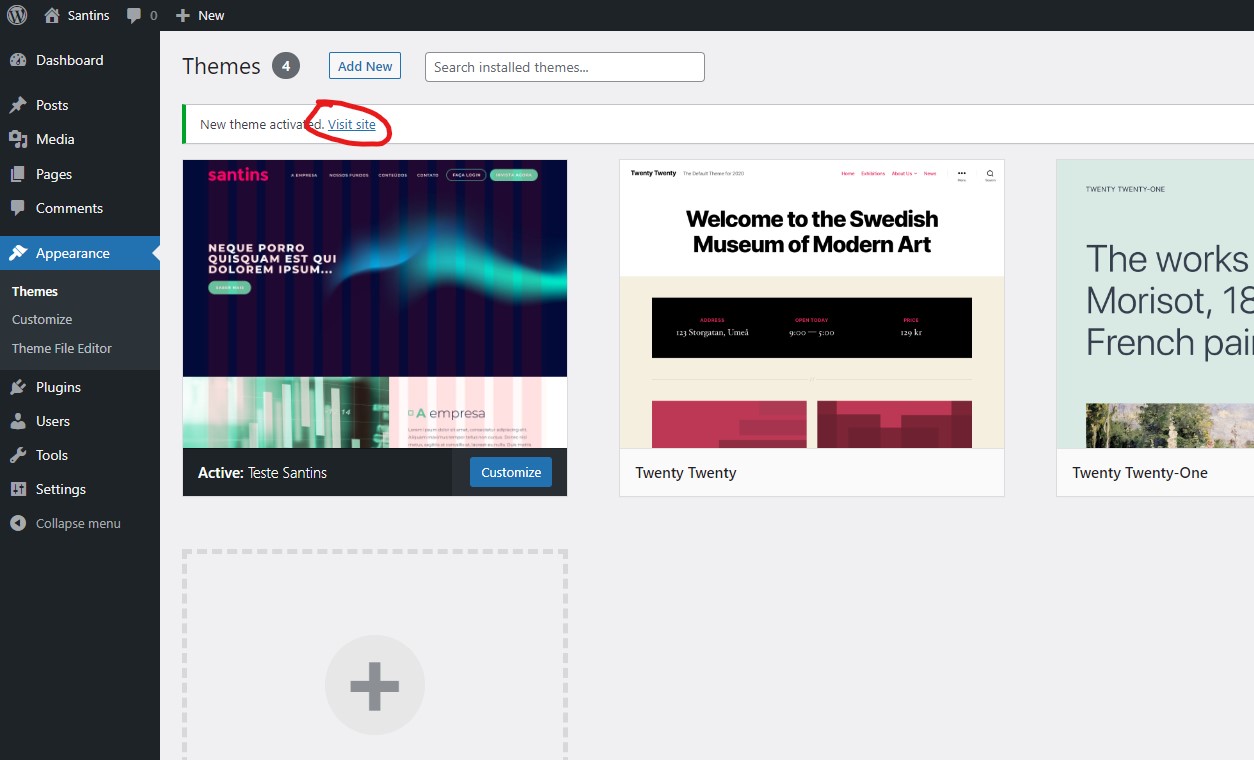 Santins 0 New
Dashboard
Posts
Media
Pages
Comments
Appearance
Themes
Customize
Theme File Editor
Plugins
Users
Tools
Settings
Collapse menu
Themes 4 Add New Search installed themes...
New theme activated. Visit site
santins A EMPRESA NOSSOS FUNDOS CONTEÚDOS CONTATO FAÇA LOGIN INVISTA AGORA
NEQUE PORRO
QUISQUAM EST QUI
DOLOREM IPSUM...
SABER MAIS
14
A empresa
Active: Teste Santins Customize
Twenty Twenty The Default Theme for 2020 Home Exhibitions About Us News Menu Search
Welcome to the Swedish
Museum of Modern Art
ADDRESS OPEN TODAY PRICE
123 Storgatan, Umeå 9:00 — 5:00 129 kr
Twenty Twenty
TWENTY TWENTY-ONE
The works
Morisot, 18
French pai
Twenty Twenty-One